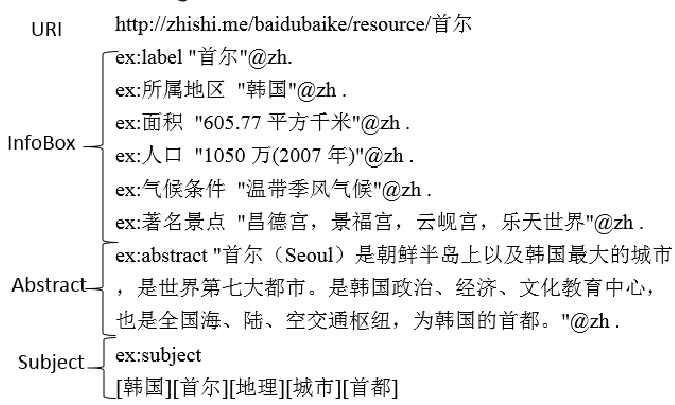 URI http://zhishi.me/baidubaike/resource/首尔
ex:label "首尔"@zh.
ex:所属地区 "韩国"@zh .
ex:面积 "605.77 平方千米"@zh .
InfoBox ex:人口 "1050 万(2007 年)"@zh .
ex:气候条件 "温带季风气候"@zh .
ex:著名景点 "昌德宫，景福宫，云岘宫，乐天世界"@zh .
ex:abstract "首尔（Seoul）是朝鲜半岛上以及韩国最大的城市
Abstract ，是世界第七大都市。是韩国政治、经济、文化教育中心，
也是全国海、陆、空交通枢纽，为韩国的首都。"@zh .
Subject ex:subject
[韩国][首尔][地理][城市][首都]